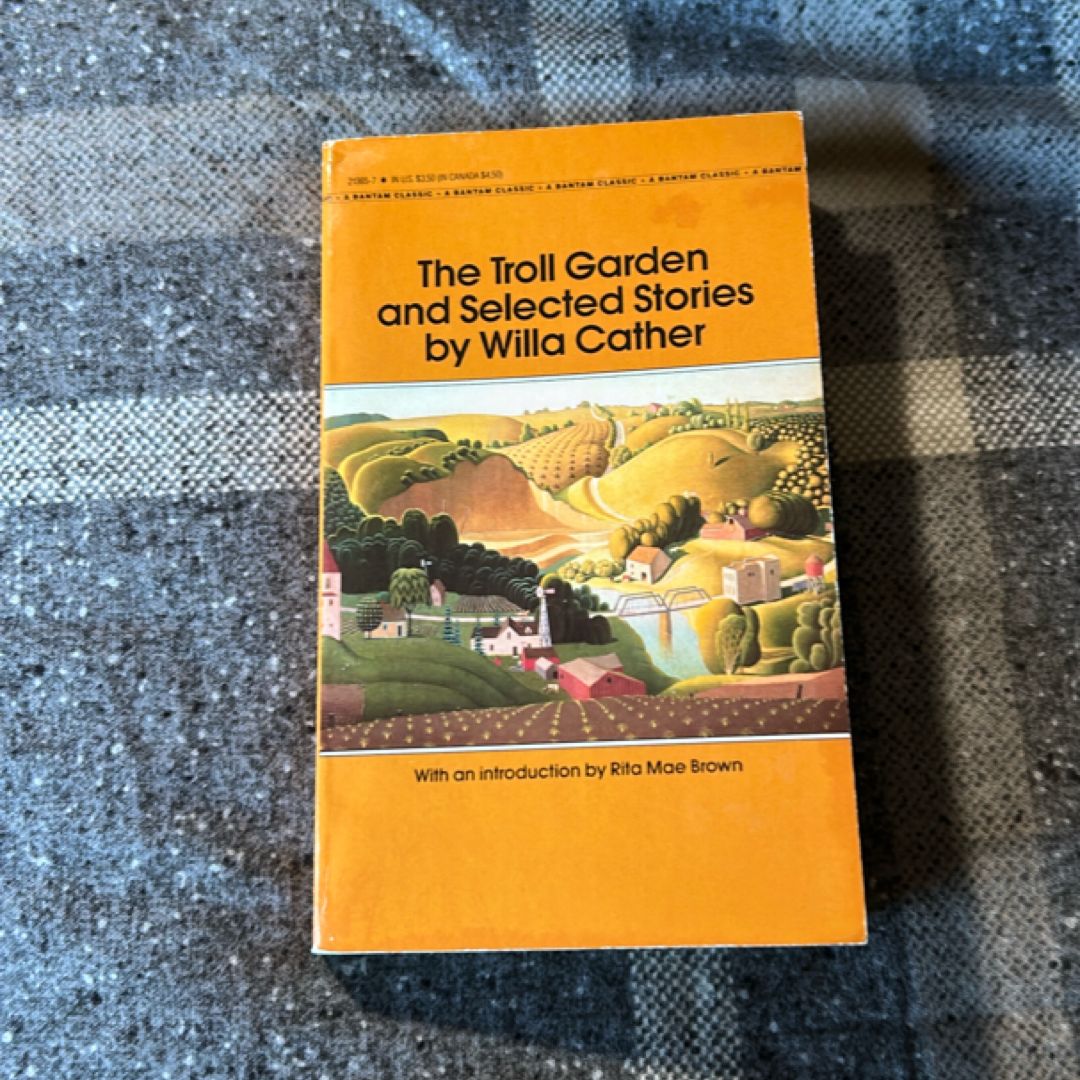 21385-7 ★ IN U.S. $3.50 (IN CANADA $4.50)
• A BANTAM CLASSIC • A BANTAM CLASSIC • A BANTAM CLASSIC • A BANTAM CLASSIC • A BANTAM
The Troll Garden
and Selected Stories
by Willa Cather
With an introduction by Rita Mae Brown